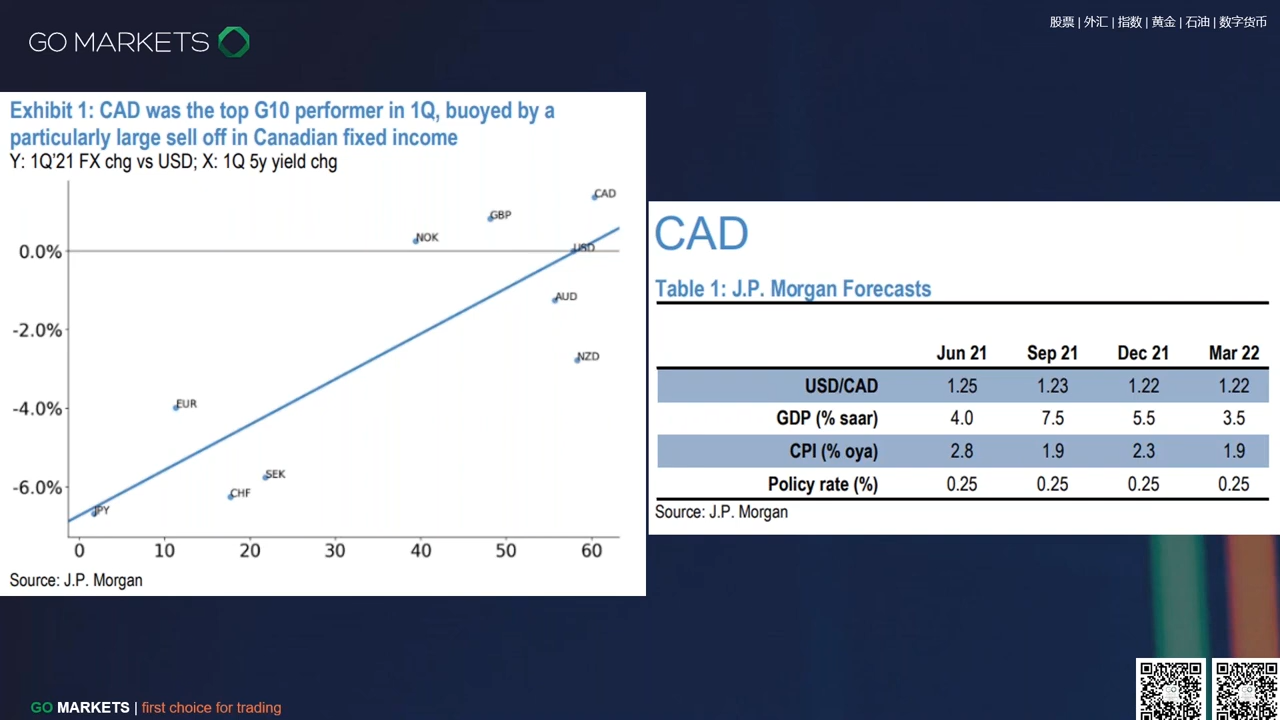 GO MARKETS
股票 | 外汇 | 指数 | 黄金 | 石油 | 数字货币
Exhibit 1: CAD was the top G10 performer in 1Q, buoyed by a
particularly large sell off in Canadian fixed income
Y: 1Q'21 FX chg vs USD; X: 1Q 5y yield chg
CAD
GBP
NOK
0.0%
USD
AUD
-2.0%
NZD
-4.0%
EUR
SEK
-6.0%
CHF
JPY
0 10 20 30 40 50 60
Source: J.P. Morgan
CAD
Table 1: J.P. Morgan Forecasts
Jun 21 Sep 21 Dec 21 Mar 22
USD/CAD 1.25 1.23 1.22 1.22
GDP (% saar) 4.0 7.5 5.5 3.5
CPI (% oya) 2.8 1.9 2.3 1.9
Policy rate (%) 0.25 0.25 0.25 0.25
Source: J.P. Morgan
GO MARKETS | first choice for trading